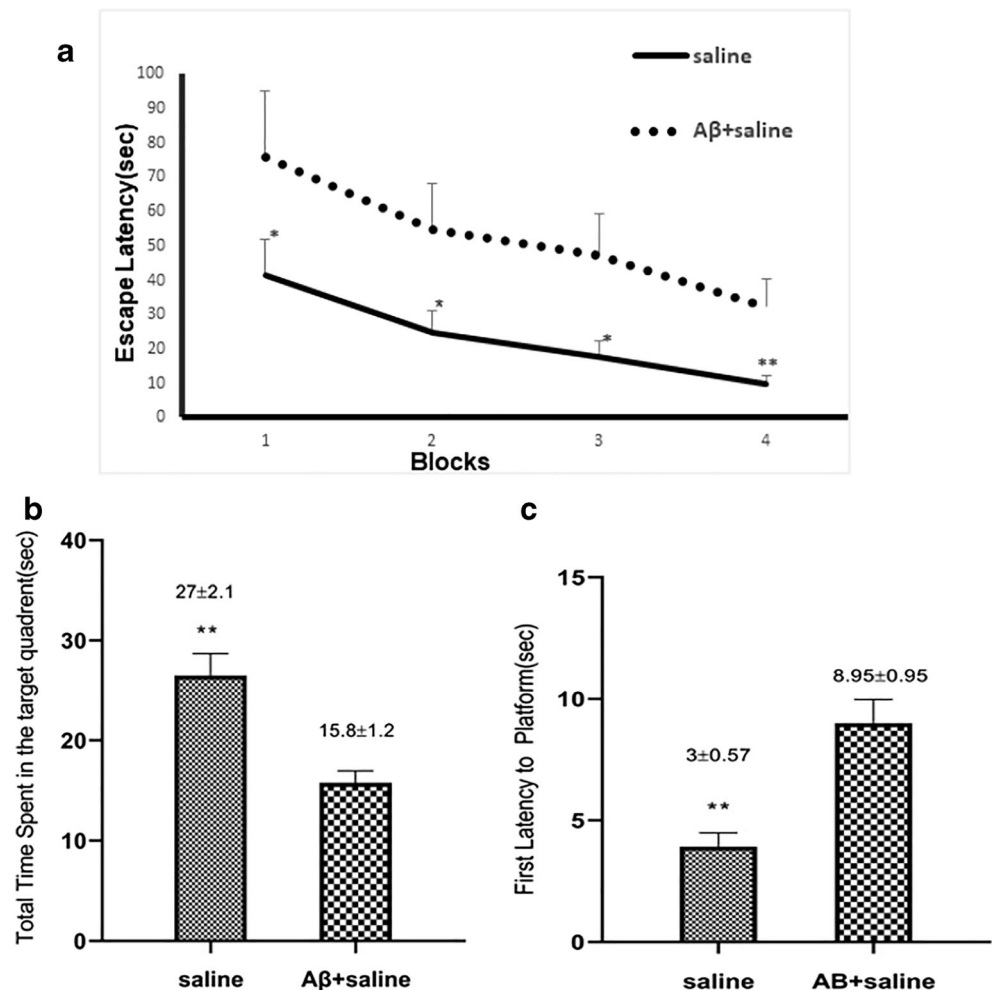 a
saline
Aβ+saline
Escape Latency(sec)
100
90
80
70
60
50
40
30
20
10
0
*
*
*
**
1 2 3 4
Blocks
b
Total Time Spent in the target quadrent(sec)
40
30
20
10
0
27±2.1
**
15.8±1.2
saline Aβ+saline
c
First Latency to Platform(sec)
15
10
5
0
8.95±0.95
3±0.57
**
saline AB+saline